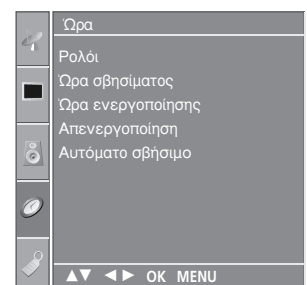 Ώρα
Ρολόι
Ώρα σβησίματος
Ώρα ενεργοποίησης
Απενεργοποίηση
Αυτόματο σβήσιμο
▲▼ ◄► OK MENU